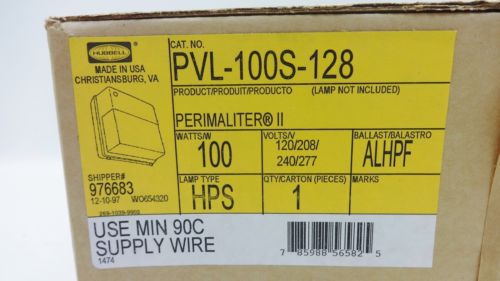 HUBBELL
MADE IN USA
CHRISTIANSBURG, VA
CAT. NO.
PVL-100S-128
PRODUCT/PRODUIT/PRODUCTO (LAMP NOT INCLUDED)
PERIMALITER® II
WATTS/W
100
VOLTS/V
120/208/
240/277
BALLAST/BALASTRO
ALHPF
SHIPPER#
976683
12-10-97 WO654320
LAMP TYPE
HPS
QTY/CARTON (PIECES)
1
MARKS
USE MIN 90C
SUPPLY WIRE
1474
7 85988 56582 5